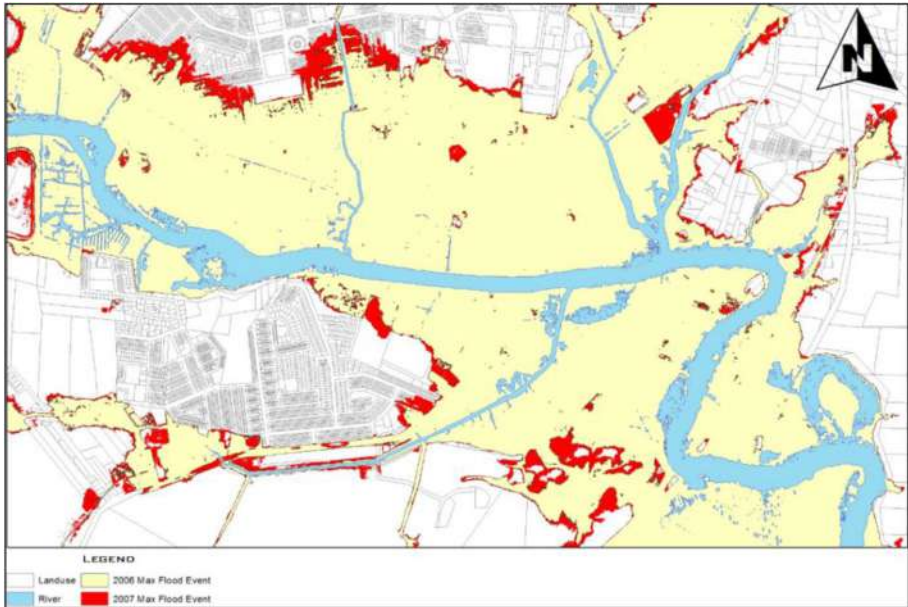 N
LEGEND
Landuse 2006 Max Flood Event
River 2007 Max Flood Event